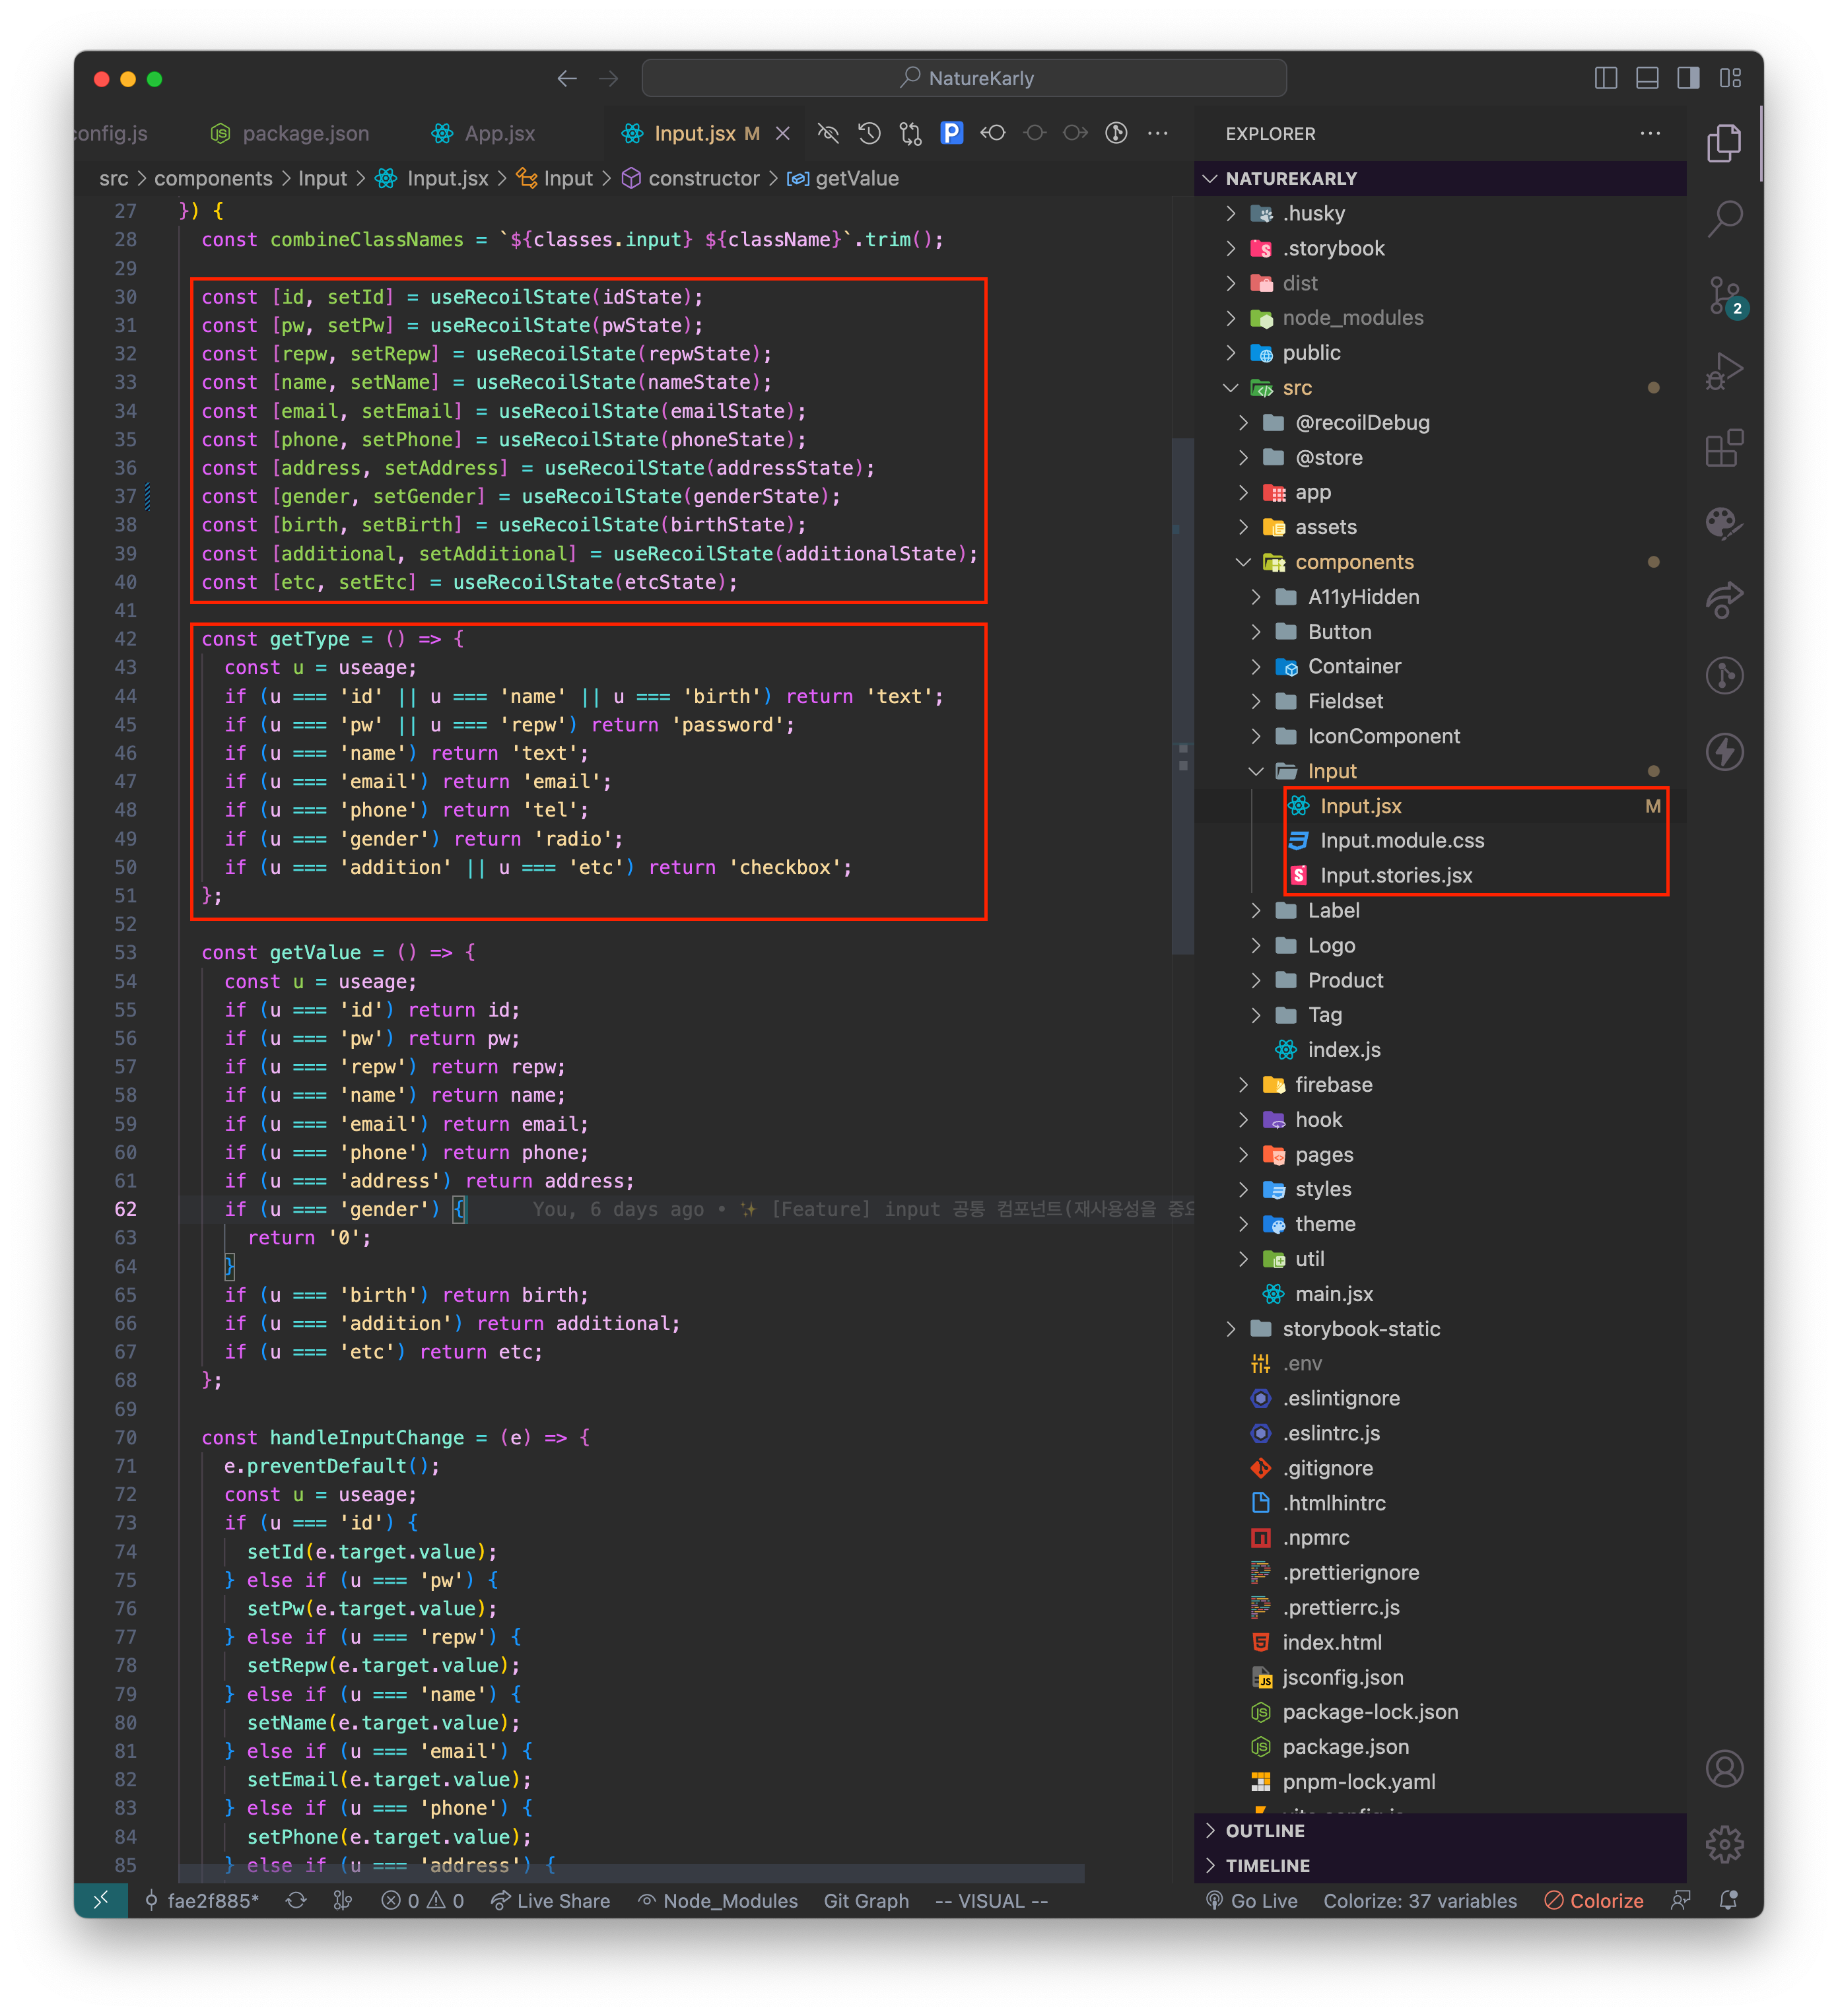 NatureKarly
config.js
package.json
App.jsx
Input.jsx M
src > components > Input > Input.jsx > Input > constructor > getValue
27 }) {
28 const combineClassNames = `${classes.input} ${className}`.trim();
29
30 const [id, setId] = useRecoilState(idState);
31 const [pw, setPw] = useRecoilState(pwState);
32 const [repw, setRepw] = useRecoilState(repwState);
33 const [name, setName] = useRecoilState(nameState);
34 const [email, setEmail] = useRecoilState(emailState);
35 const [phone, setPhone] = useRecoilState(phoneState);
36 const [address, setAddress] = useRecoilState(addressState);
37 const [gender, setGender] = useRecoilState(genderState);
38 const [birth, setBirth] = useRecoilState(birthState);
39 const [additional, setAdditional] = useRecoilState(additionalState);
40 const [etc, setEtc] = useRecoilState(etcState);
41
42 const getType = () => {
43 const u = useage;
44 if (u === 'id' || u === 'name' || u === 'birth') return 'text';
45 if (u === 'pw' || u === 'repw') return 'password';
46 if (u === 'name') return 'text';
47 if (u === 'email') return 'email';
48 if (u === 'phone') return 'tel';
49 if (u === 'gender') return 'radio';
50 if (u === 'addition' || u === 'etc') return 'checkbox';
51 };
52
53 const getValue = () => {
54 const u = useage;
55 if (u === 'id') return id;
56 if (u === 'pw') return pw;
57 if (u === 'repw') return repw;
58 if (u === 'name') return name;
59 if (u === 'email') return email;
60 if (u === 'phone') return phone;
61 if (u === 'address') return address;
62 if (u === 'gender') { You, 6 days ago • ✨ [Feature] input 공통 컴포넌트(재사용성을 중요
63 return '0';
64 }
65 if (u === 'birth') return birth;
66 if (u === 'addition') return additional;
67 if (u === 'etc') return etc;
68 };
69
70 const handleInputChange = (e) => {
71 e.preventDefault();
72 const u = useage;
73 if (u === 'id') {
74 setId(e.target.value);
75 } else if (u === 'pw') {
76 setPw(e.target.value);
77 } else if (u === 'repw') {
78 setRepw(e.target.value);
79 } else if (u === 'name') {
80 setName(e.target.value);
81 } else if (u === 'email') {
82 setEmail(e.target.value);
83 } else if (u === 'phone') {
84 setPhone(e.target.value);
85 } else if (u === 'address') {
EXPLORER
NATUREKARLY
.husky
.storybook
dist
node_modules
public
src
@recoilDebug
@store
app
assets
components
A11yHidden
Button
Container
Fieldset
IconComponent
Input
Input.jsx M
Input.module.css
Input.stories.jsx
Label
Logo
Product
Tag
index.js
firebase
hook
pages
styles
theme
util
main.jsx
storybook-static
.env
.eslintignore
.eslintrc.js
.gitignore
.htmlhintrc
.npmrc
.prettierignore
.prettierrc.js
index.html
jsconfig.json
package-lock.json
package.json
pnpm-lock.yaml
OUTLINE
TIMELINE
2
fae2f885* 0 0 Live Share Node_Modules Git Graph -- VISUAL -- Go Live Colorize: 37 variables Colorize